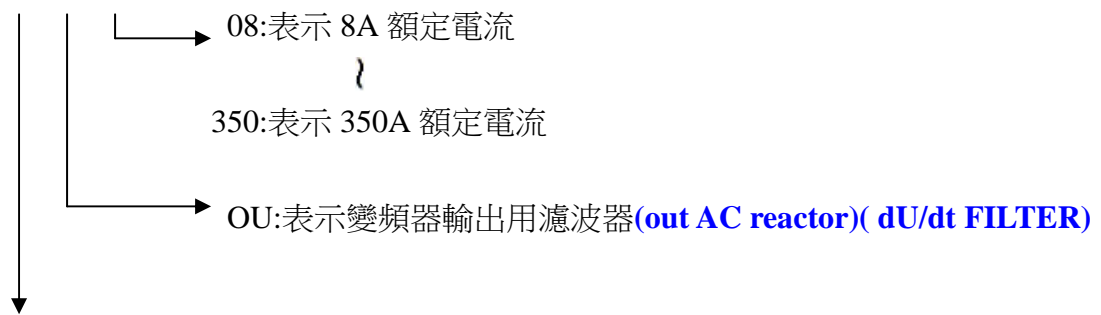 08:表示 8A 額定電流
~
350:表示 350A 額定電流
OU:表示變頻器輸出用濾波器(out AC reactor)( dU/dt FILTER)